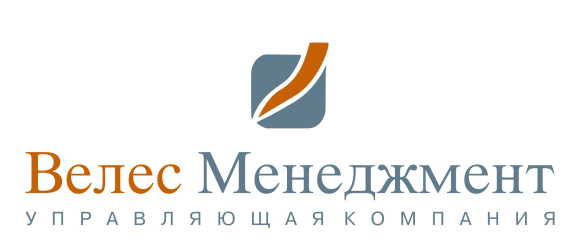 Велес Менеджмент
УПРАВЛЯЮЩАЯ КОМПАНИЯ